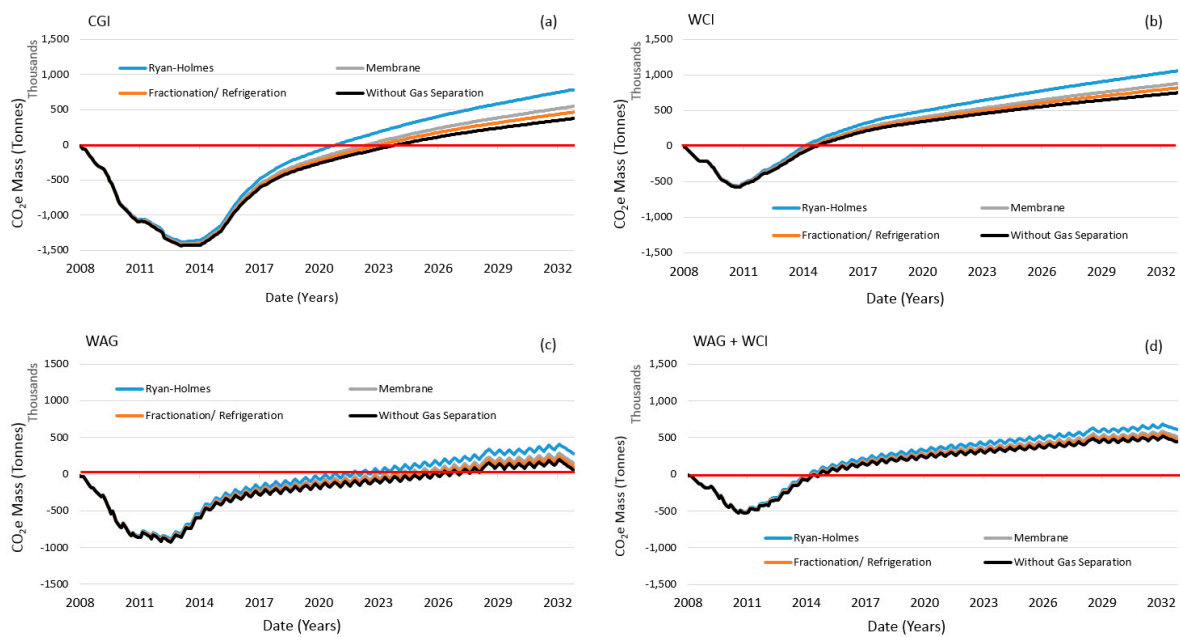 CGI (a)
1,500
1,000
500
0
-500
-1,000
-1,500
Thousands
CO₂e Mass (Tonnes)
Ryan-Holmes Membrane
Fractionation/ Refrigeration Without Gas Separation
2008 2011 2014 2017 2020 2023 2026 2029 2032
Date (Years)
WCI (b)
1,500
1,000
500
0
-500
-1,000
-1,500
Thousands
CO₂e Mass (Tonnes)
Ryan-Holmes Membrane
Fractionation/ Refrigeration Without Gas Separation
2008 2011 2014 2017 2020 2023 2026 2029 2032
Date (Years)
WAG (c)
1500
1000
500
0
-500
-1000
-1500
Thousands
CO₂e Mass (Tonnes)
Ryan-Holmes Membrane
Fractionation/ Refrigeration Without Gas Separation
2008 2011 2014 2017 2020 2023 2026 2029 2032
Date (Years)
WAG + WCI (d)
1,500
1,000
500
0
-500
-1,000
-1,500
Thousands
CO₂e Mass (Tonnes)
Ryan-Holmes Membrane
Fractionation/ Refrigeration Without Gas Separation
2008 2011 2014 2017 2020 2023 2026 2029 2032
Date (Years)